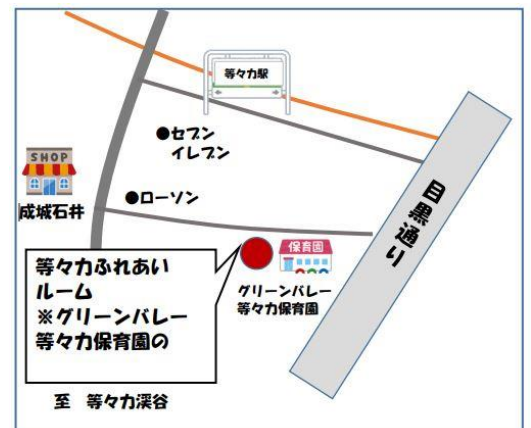 等々力駅
●セブン
イレブン
SHOP
成城石井
●ローソン
目黒通り
保育園
グリーンバレー
等々力保育園
等々力ふれあい
ルーム
※グリーンバレー
等々力保育園の
至 等々力渓谷